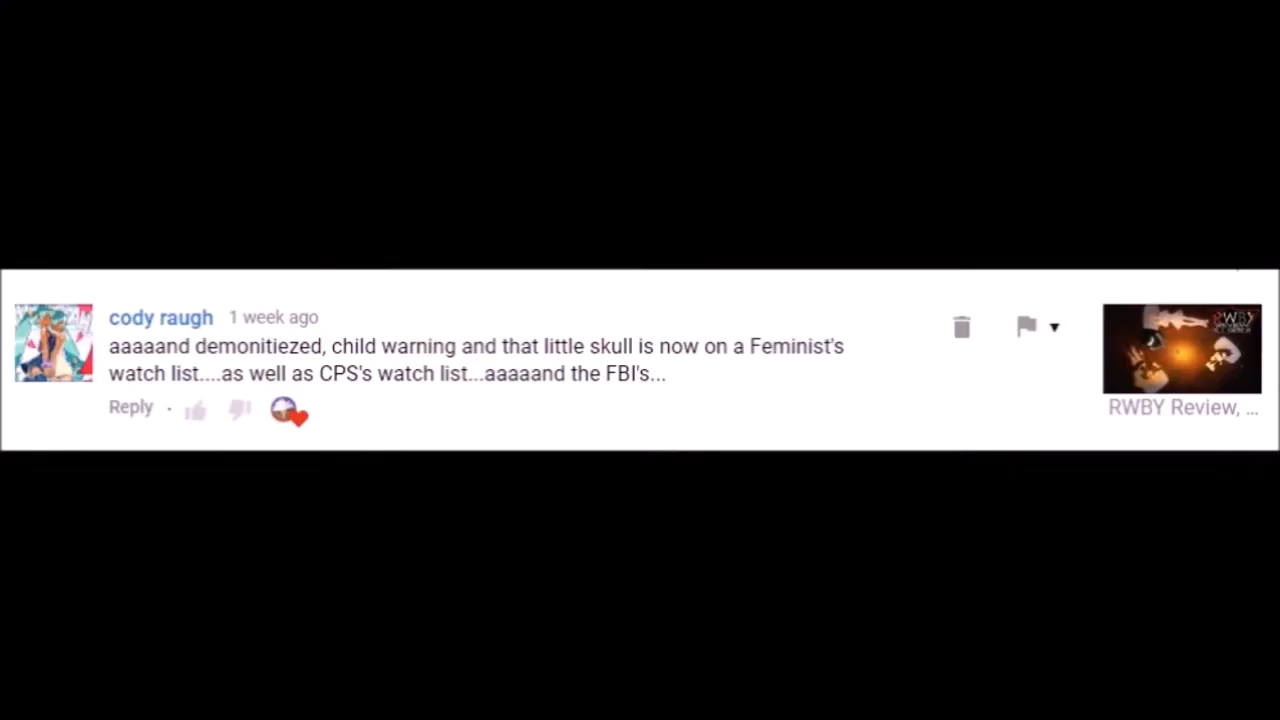 cody raugh 1 week ago
aaaaand demonitiezed, child warning and that little skull is now on a Feminist's
watch list....as well as CPS's watch list...aaaaand the FBI's...
Reply ·
RWBY
RWBY Review, ...